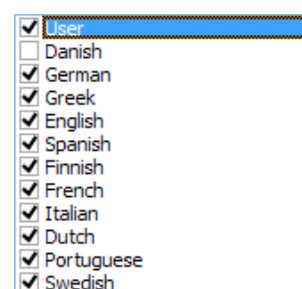 User
Danish
German
Greek
English
Spanish
Finnish
French
Italian
Dutch
Portuguese
Swedish